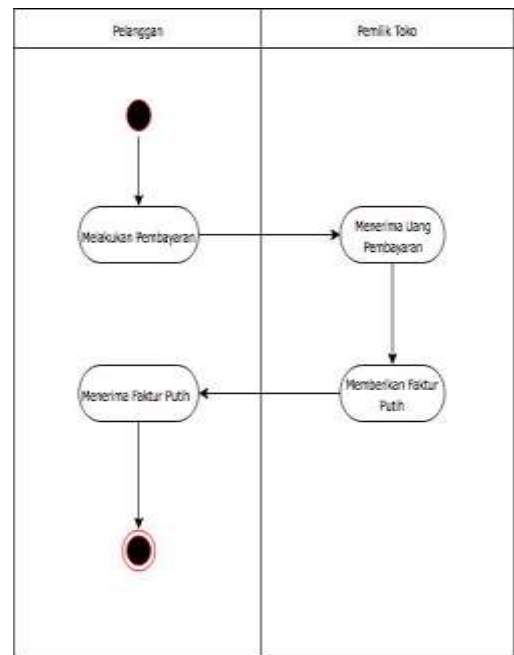 Pelanggan
Pemilik Toko
Melakukan Pembayaran
Menerima Uang
Pembayaran
Memberikan Faktur
Putih
Menerima Faktur Putih